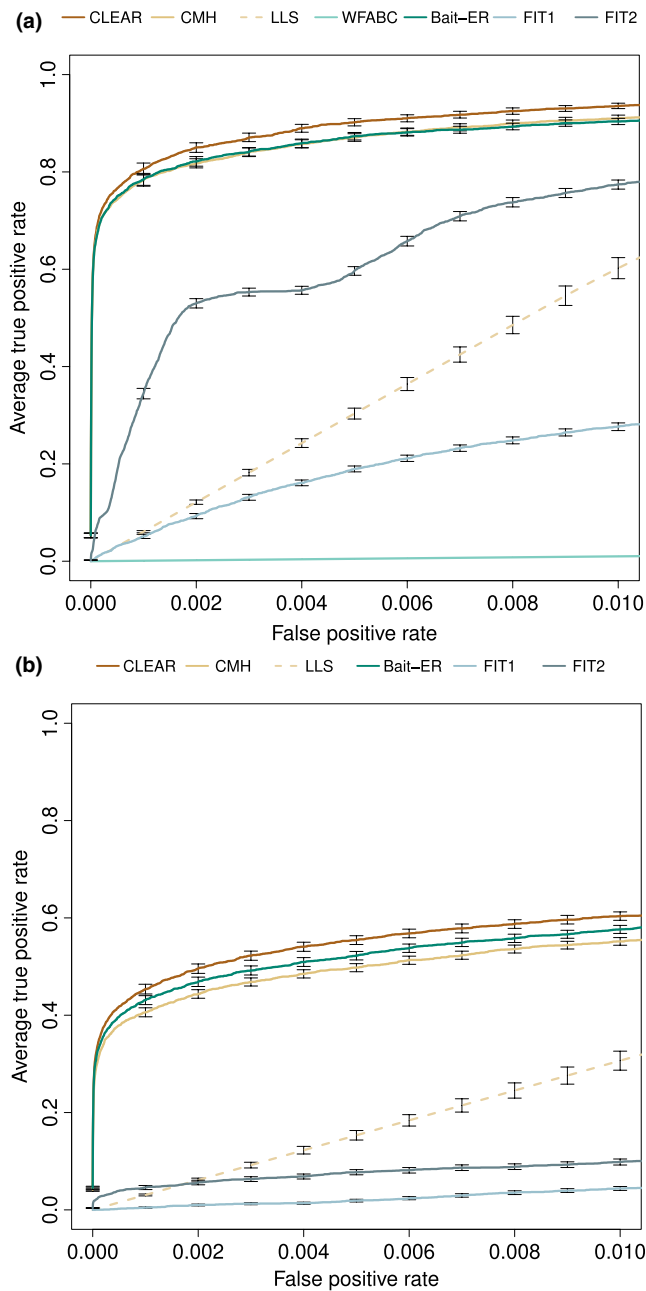 (a)
CLEAR CMH LLS WFABC Bait−ER FIT1 FIT2
1.0
0.8
0.6
0.4
0.2
0.0
Average true positive rate
0.000 0.002 0.004 0.006 0.008 0.010
False positive rate
(b)
CLEAR CMH LLS Bait−ER FIT1 FIT2
1.0
0.8
0.6
0.4
0.2
0.0
Average true positive rate
0.000 0.002 0.004 0.006 0.008 0.010
False positive rate